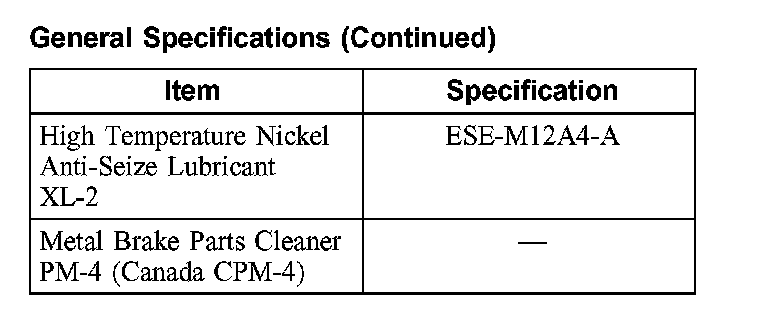 General Specifications (Continued)
Item Specification
High Temperature Nickel ESE-M12A4-A
Anti-Seize Lubricant
XL-2
Metal Brake Parts Cleaner —
PM-4 (Canada CPM-4)